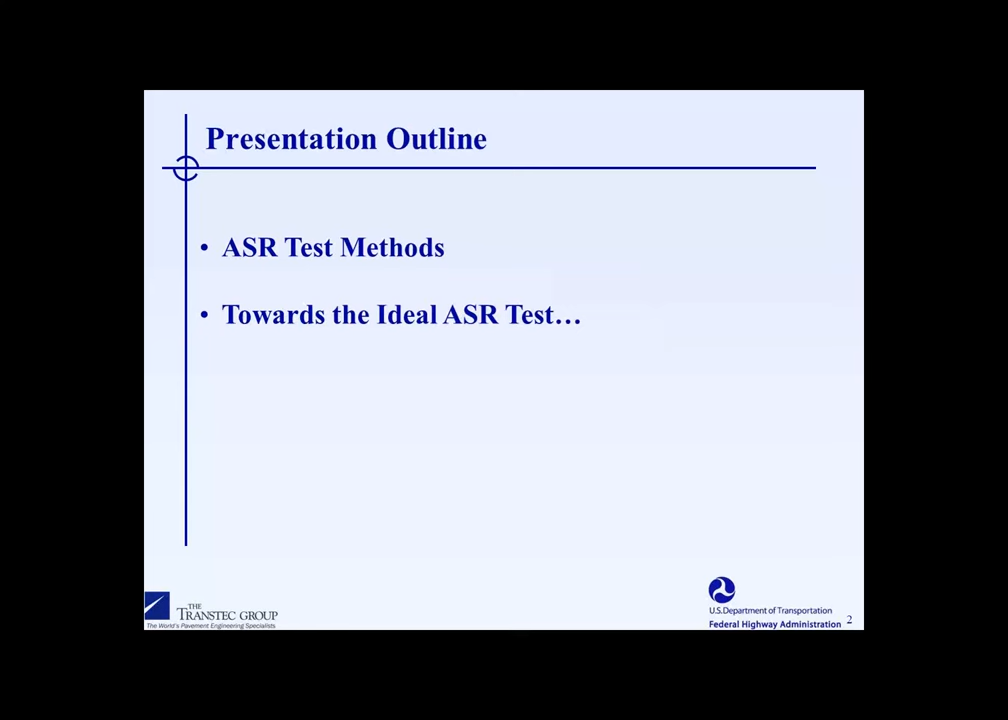 Presentation Outline
• ASR Test Methods
• Towards the Ideal ASR Test…
THE
TRANSTEC GROUP
The World's Pavement Engineering Specialists
U.S.Department of Transportation
Federal Highway Administration
2